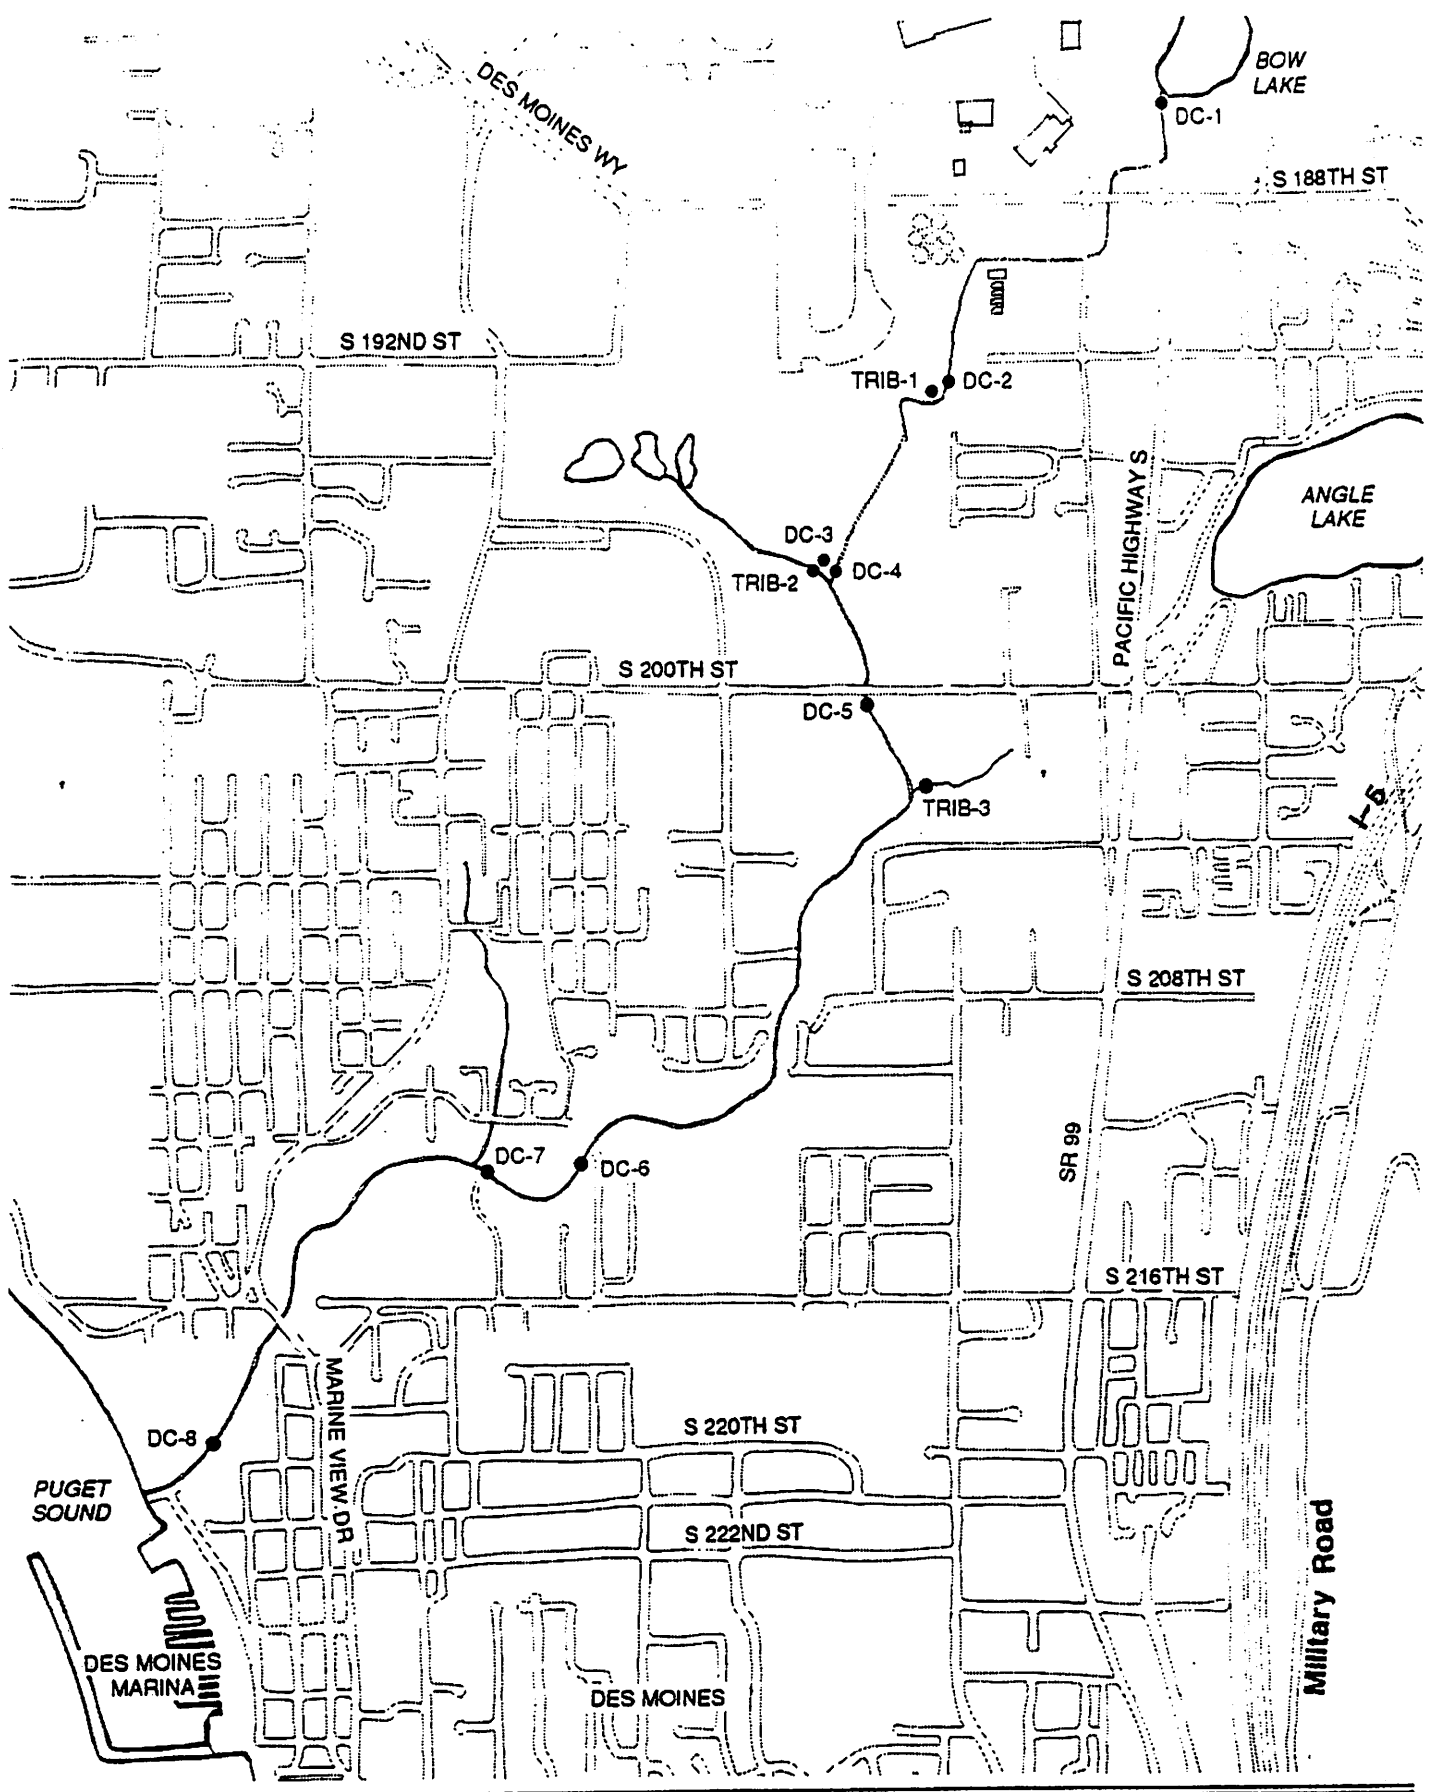 BOW
LAKE
DES MOINES WY
DC-1
S 188TH ST
S 192ND ST
TRIB-1
DC-2
PACIFIC HIGHWAY S
ANGLE
LAKE
DC-3
TRIB-2
DC-4
S 200TH ST
DC-5
I-5
TRIB-3
S 208TH ST
SR 99
DC-7
DC-6
S 216TH ST
MARINE VIEW DR
DC-8
S 220TH ST
PUGET
SOUND
S 222ND ST
Military Road
DES MOINES
MARINA
DES MOINES